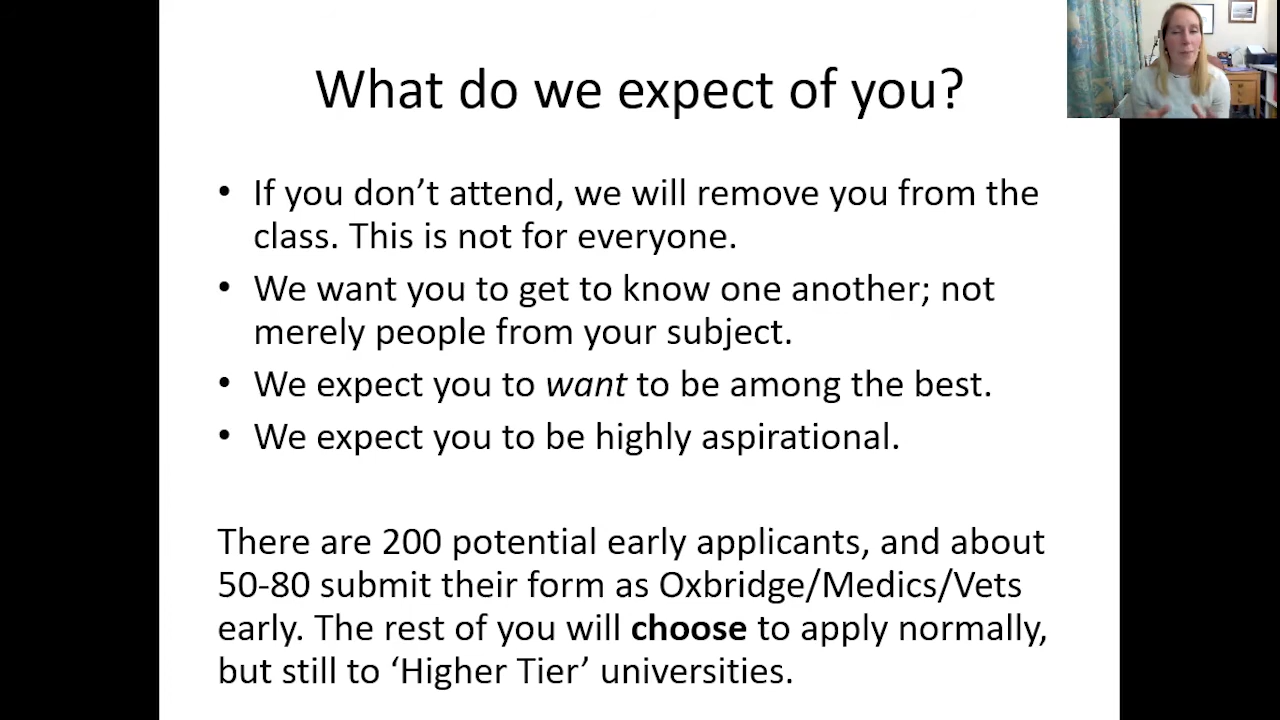 What do we expect of you?
• If you don’t attend, we will remove you from the
class. This is not for everyone.
• We want you to get to know one another; not
merely people from your subject.
• We expect you to want to be among the best.
• We expect you to be highly aspirational.
There are 200 potential early applicants, and about
50-80 submit their form as Oxbridge/Medics/Vets
early. The rest of you will choose to apply normally,
but still to ‘Higher Tier’ universities.